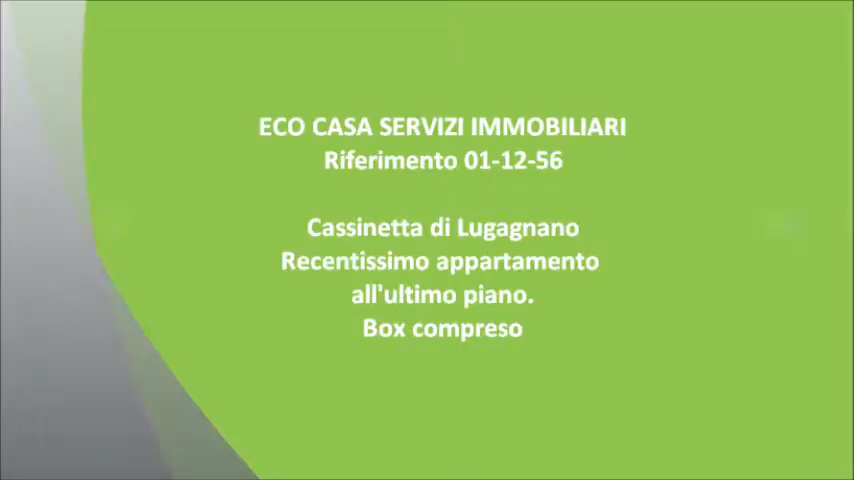 ECO CASA SERVIZI IMMOBILIARI
Riferimento 01-12-56
Cassinetta di Lugagnano
Recentissimo appartamento
all'ultimo piano.
Box compreso